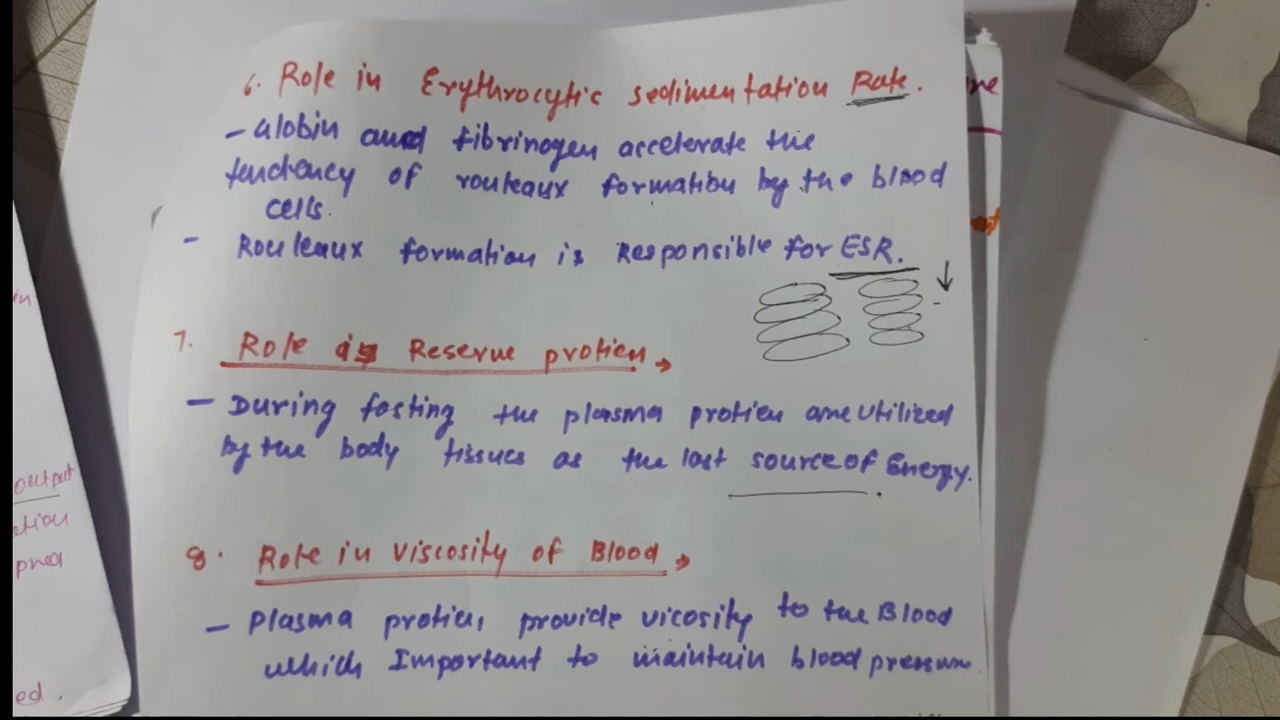 6. Role in Erythrocytic sedimentation Rate.
- Globin and fibrinogen accelerate the
tendency of rouleaux formation by the blood
cells.
- Rouleaux formation is Responsible for ESR.
7. Role as Reserve protien →
- During fasting the plasma protien are utilized
by the body tissues as the last source of Energy.
8. Role in viscosity of Blood →
- Plasma protien provide vicosity to the Blood
which Important to maintain blood pressure
in
output
ed.